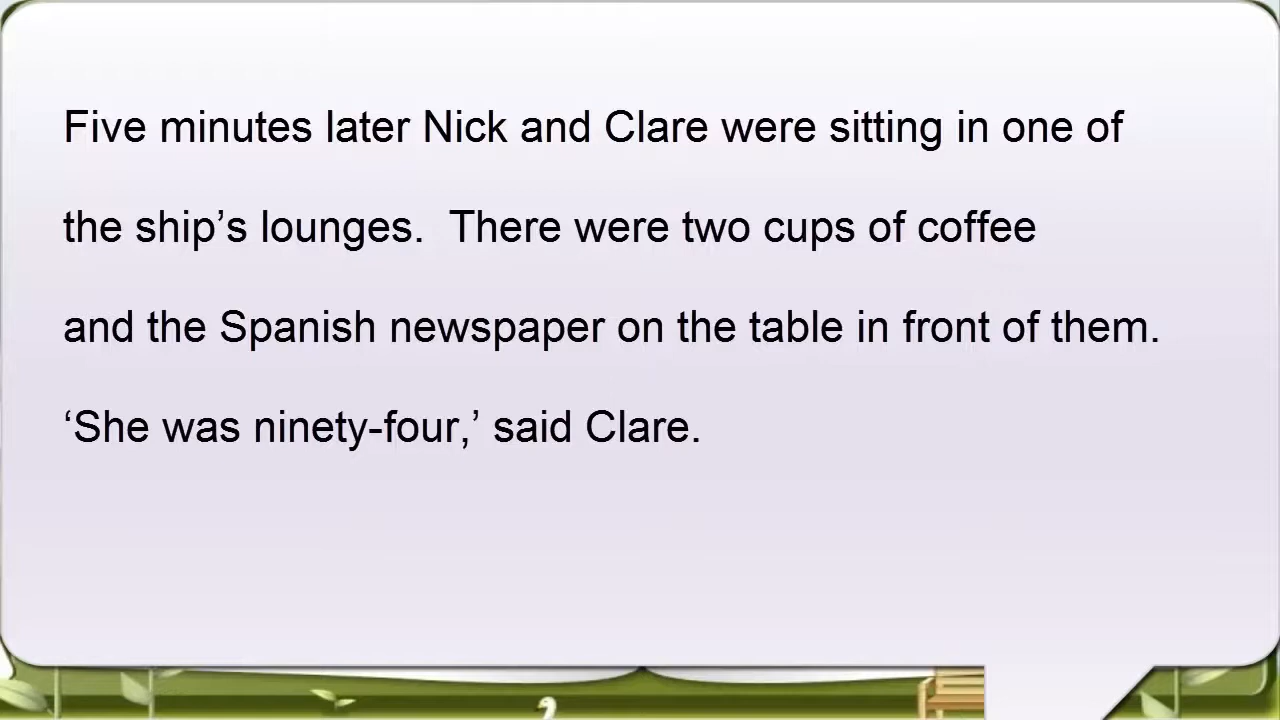 Five minutes later Nick and Clare were sitting in one of
the ship’s lounges.  There were two cups of coffee
and the Spanish newspaper on the table in front of them.
‘She was ninety-four,’ said Clare.